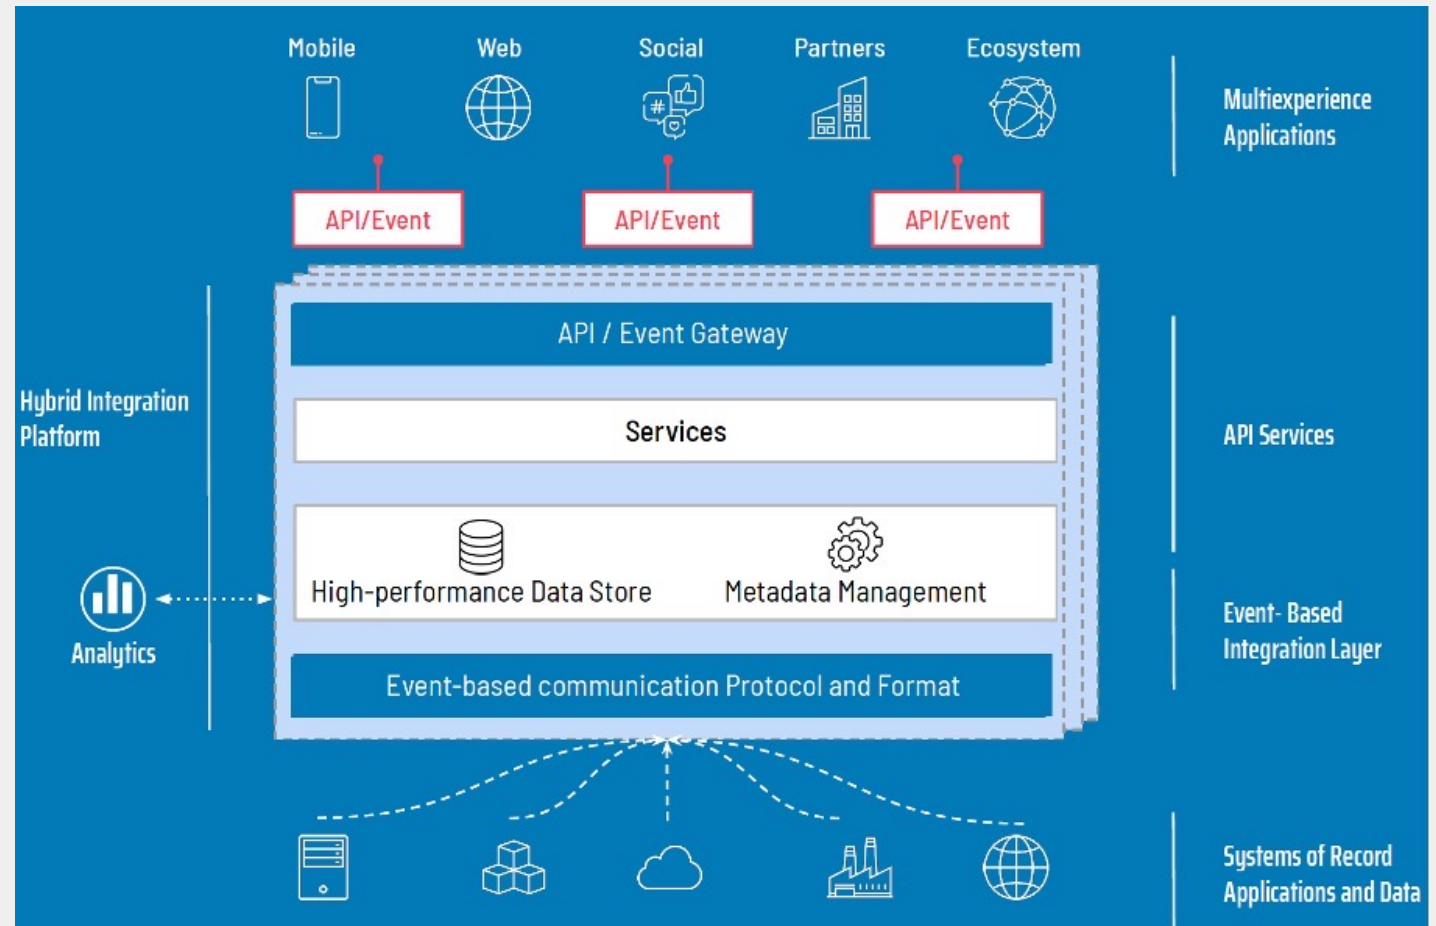 Mobile
Web
Social
Partners
Ecosystem
Multiexperience
Applications
#
API/Event
API/Event
API/Event
API / Event Gateway
Hybrid Integration
Platform
Services
API Services
High-performance Data Store
Metadata Management
Analytics
Event- Based
Integration Layer
Event-based communication Protocol and Format
Systems of Record
Applications and Data